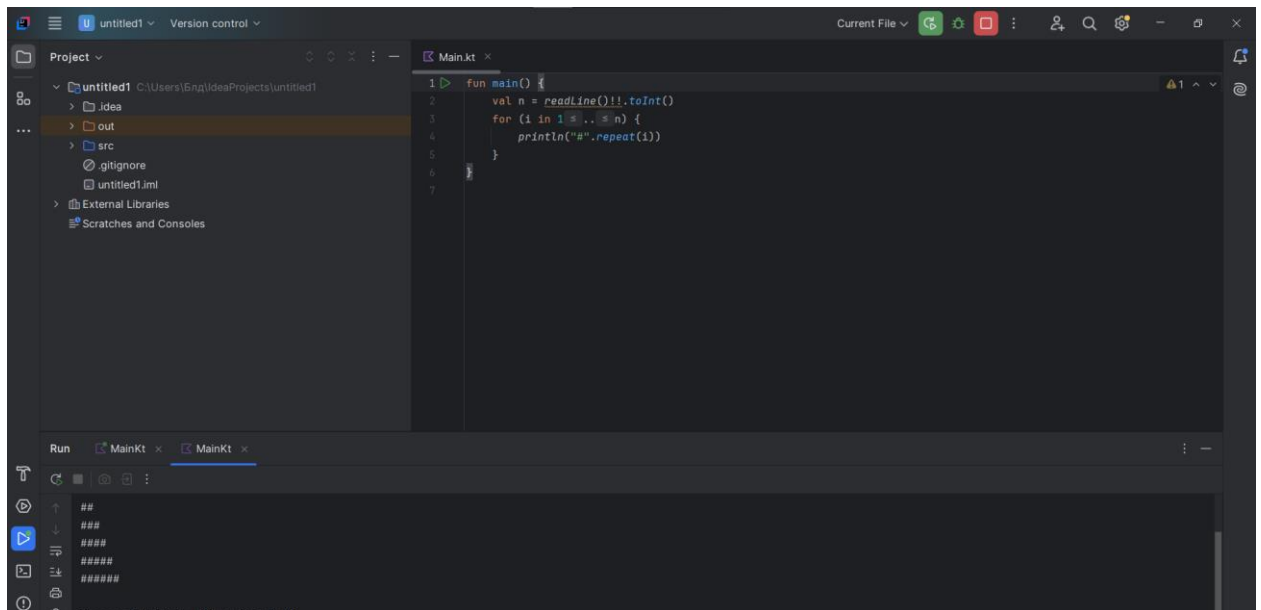 U untitled1 Version control Current File
Project
Main.kt
untitled1 C:\Users\Бпд\IdeaProjects\untitled1
.idea
out
src
.gitignore
untitled1.iml
External Libraries
Scratches and Consoles
1 fun main() {
2 val n = readLine()!!.toInt()
3 for (i in 1 ≤ .. ≤ n) {
4 println("#".repeat(i))
5 }
6 }
7
1
Run MainKt MainKt
##
###
####
#####
######